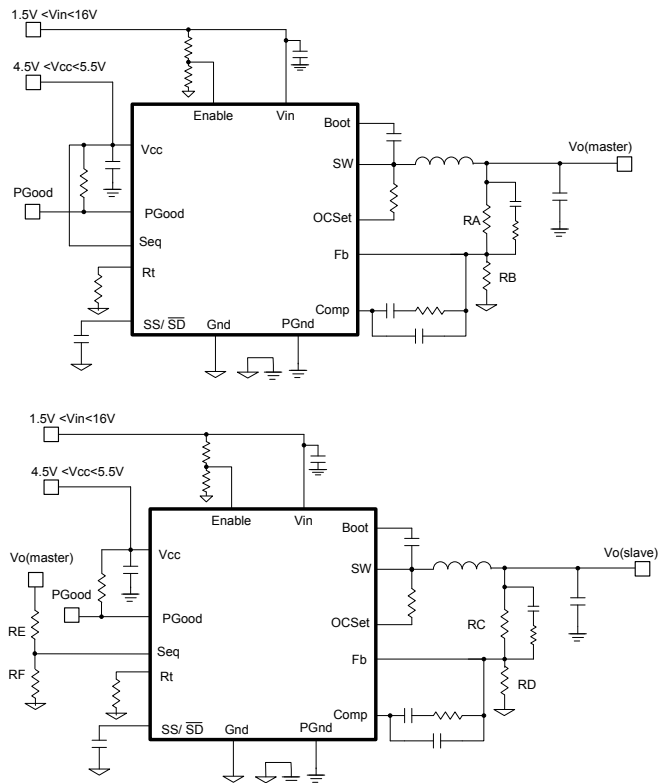 1.5V <Vin<16V
4.5V <Vcc<5.5V
Enable
Vin
Boot
Vcc
SW
Vo(master)
PGood
PGood
OCSet
RA
Seq
Fb
Rt
RB
Comp
SS/ SD
Gnd
PGnd
1.5V <Vin<16V
4.5V <Vcc<5.5V
Enable
Vin
Boot
Vo(master)
Vcc
SW
Vo(slave)
PGood
PGood
OCSet
RC
RE
Seq
Fb
RF
Rt
RD
Comp
SS/ SD
Gnd
PGnd